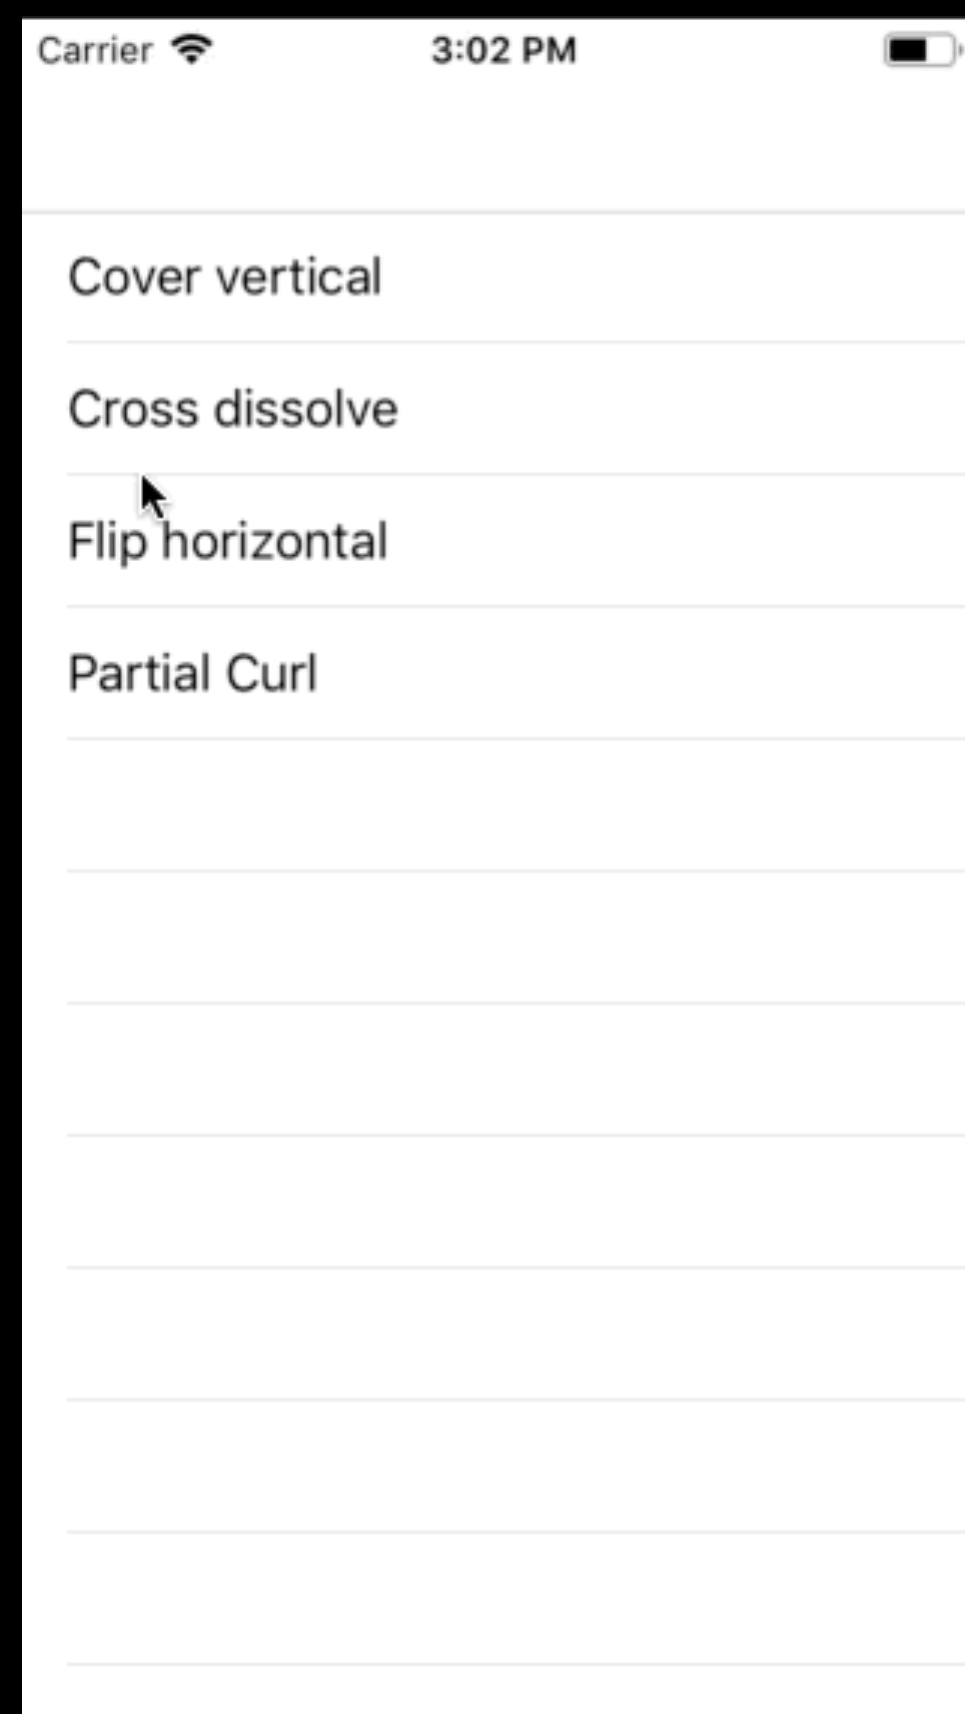 Carrier 3:02 PM
Cover vertical
Cross dissolve
Flip horizontal
Partial Curl